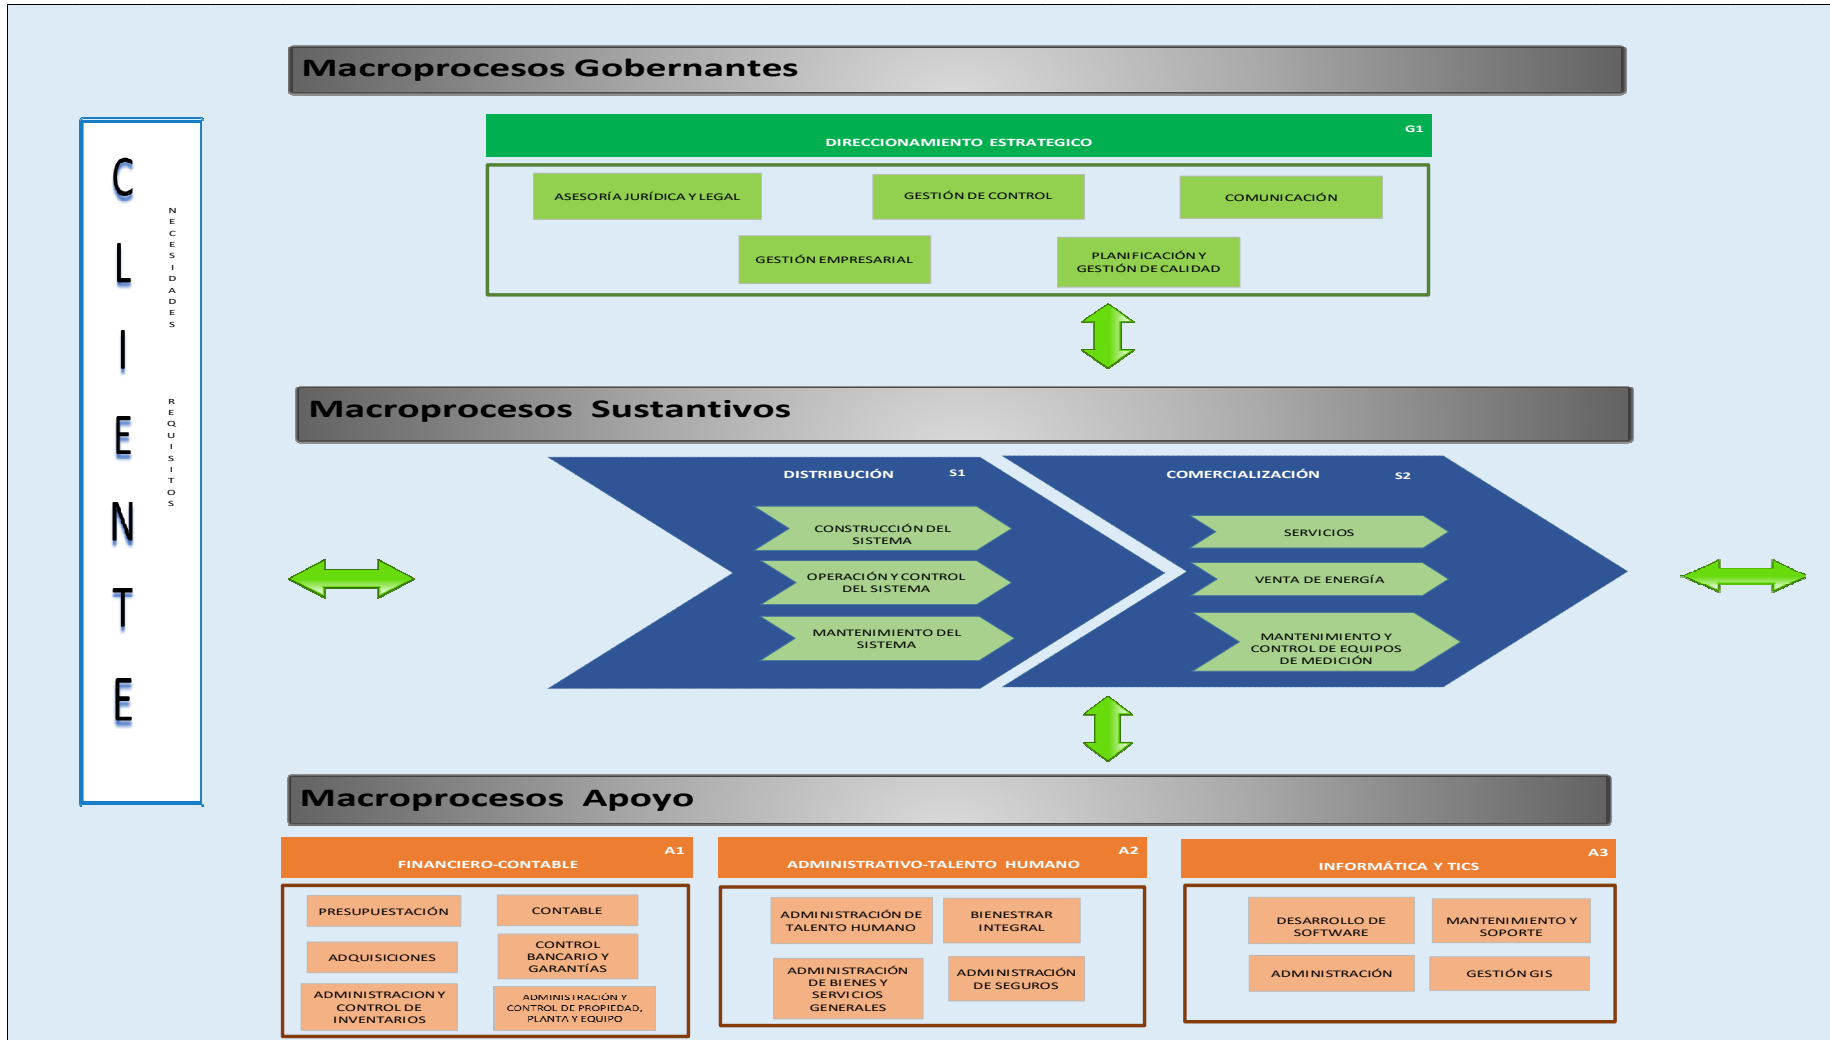 Macroprocesos Gobernantes
G1
DIRECCIONAMIENTO ESTRATEGICO
ASESORÍA JURÍDICA Y LEGAL
GESTIÓN DE CONTROL
COMUNICACIÓN
GESTIÓN EMPRESARIAL
PLANIFICACIÓN Y
GESTIÓN DE CALIDAD
CLIENTE
NECESIDADES
REQUISITOS
Macroprocesos Sustantivos
DISTRIBUCIÓN
S1
CONSTRUCCIÓN DEL
SISTEMA
OPERACIÓN Y CONTROL
DEL SISTEMA
MANTENIMIENTO DEL
SISTEMA
COMERCIALIZACIÓN
S2
SERVICIOS
VENTA DE ENERGÍA
MANTENIMIENTO Y
CONTROL DE EQUIPOS
DE MEDICIÓN
Macroprocesos Apoyo
A1
FINANCIERO-CONTABLE
PRESUPUESTACIÓN
CONTABLE
ADQUISICIONES
CONTROL
BANCARIO Y
GARANTÍAS
ADMINISTRACION Y
CONTROL DE
INVENTARIOS
ADMINISTRACIÓN Y
CONTROL DE PROPIEDAD,
PLANTA Y EQUIPO
A2
ADMINISTRATIVO-TALENTO HUMANO
ADMINISTRACIÓN DE
TALENTO HUMANO
BIENESTRAR
INTEGRAL
ADMINISTRACIÓN
DE BIENES Y
SERVICIOS
GENERALES
ADMINISTRACIÓN
DE SEGUROS
A3
INFORMÁTICA Y TICS
DESARROLLO DE
SOFTWARE
MANTENIMIENTO Y
SOPORTE
ADMINISTRACIÓN
GESTIÓN GIS